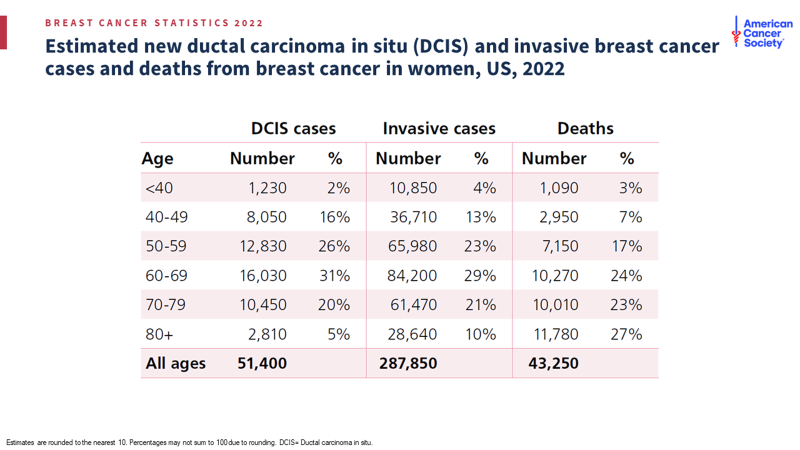 BREAST CANCER STATISTICS 2022
Estimated new ductal carcinoma in situ (DCIS) and invasive breast cancer
cases and deaths from breast cancer in women, US, 2022
American
Cancer
Society
DCIS cases Invasive cases Deaths
Age Number % Number % Number %
<40 1,230 2% 10,850 4% 1,090 3%
40-49 8,050 16% 36,710 13% 2,950 7%
50-59 12,830 26% 65,980 23% 7,150 17%
60-69 16,030 31% 84,200 29% 10,270 24%
70-79 10,450 20% 61,470 21% 10,010 23%
80+ 2,810 5% 28,640 10% 11,780 27%
All ages 51,400 287,850 43,250
Estimates are rounded to the nearest 10. Percentages may not sum to 100 due to rounding. DCIS= Ductal carcinoma in situ.